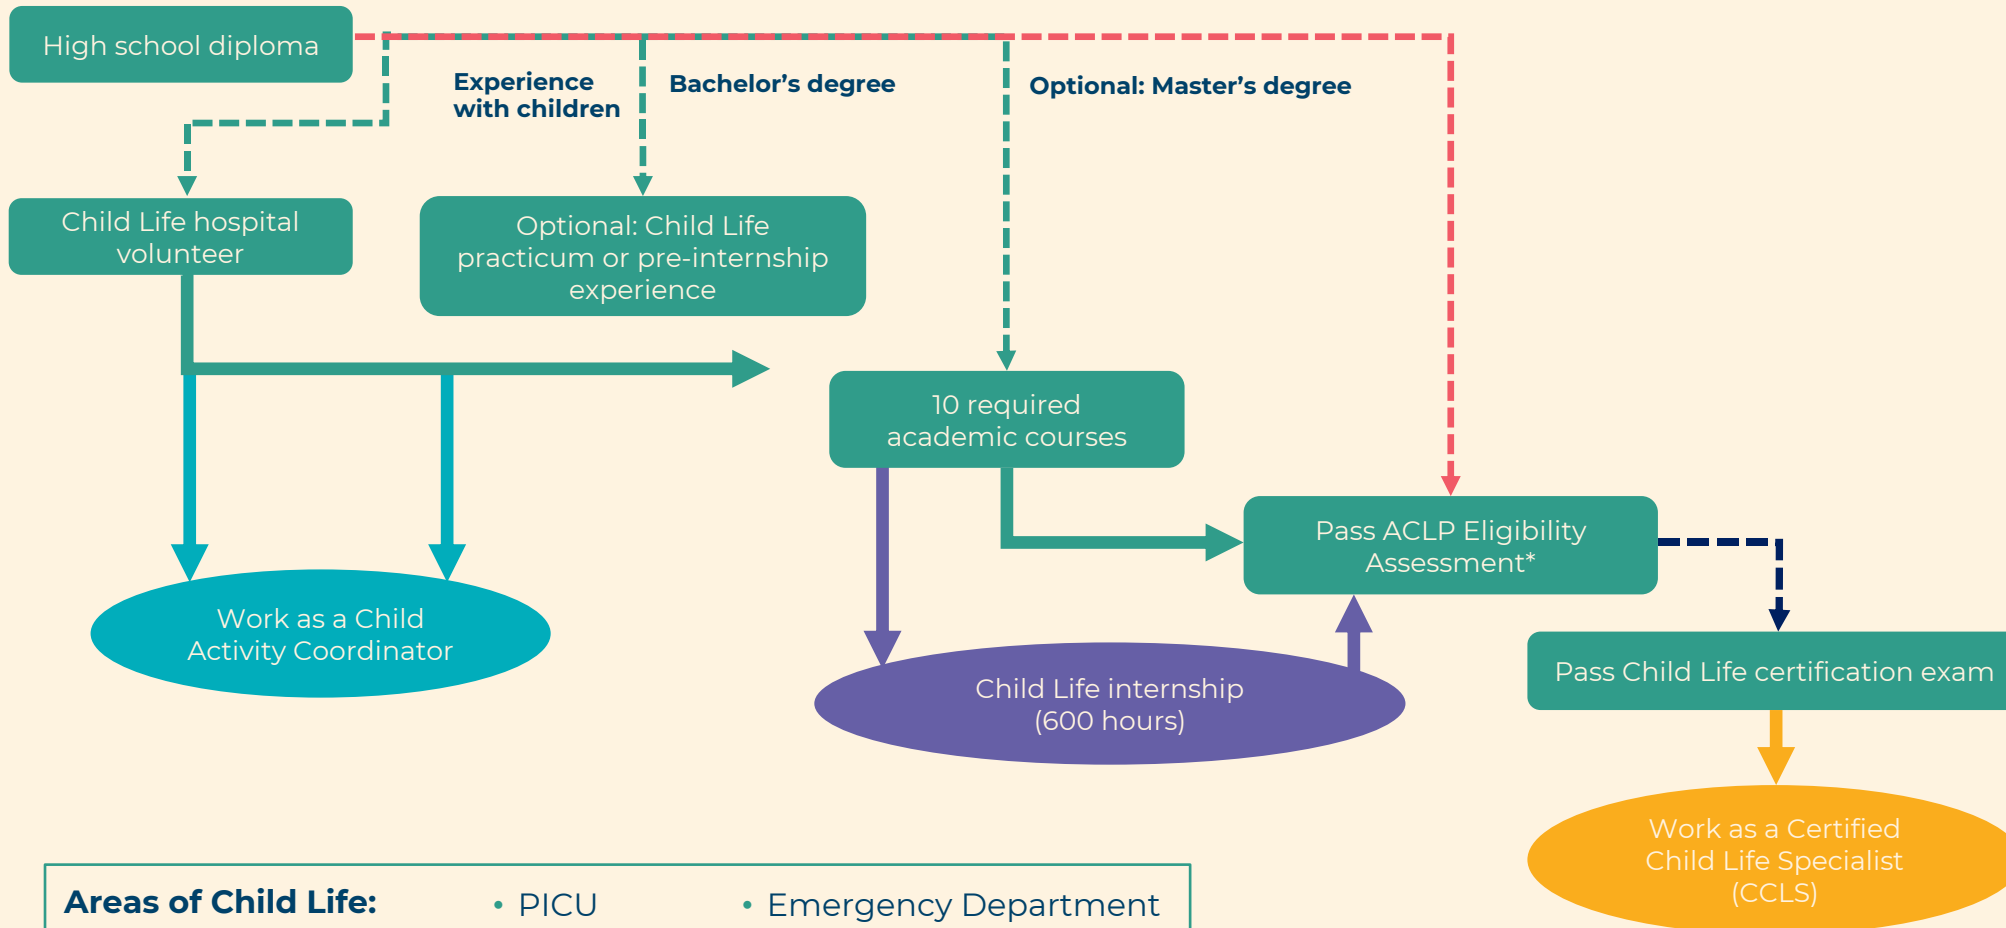 High school diploma
Experience
with children
Bachelor's degree
Optional: Master's degree
Child Life hospital
volunteer
Optional: Child Life
practicum or pre-internship
experience
10 required
academic courses
Pass ACLP Eligibility
Assessment*
Work as a Child
Activity Coordinator
Child Life internship
(600 hours)
Pass Child Life certification exam
Work as a Certified
Child Life Specialist
(CCLS)
Areas of Child Life:
• PICU
• Emergency Department